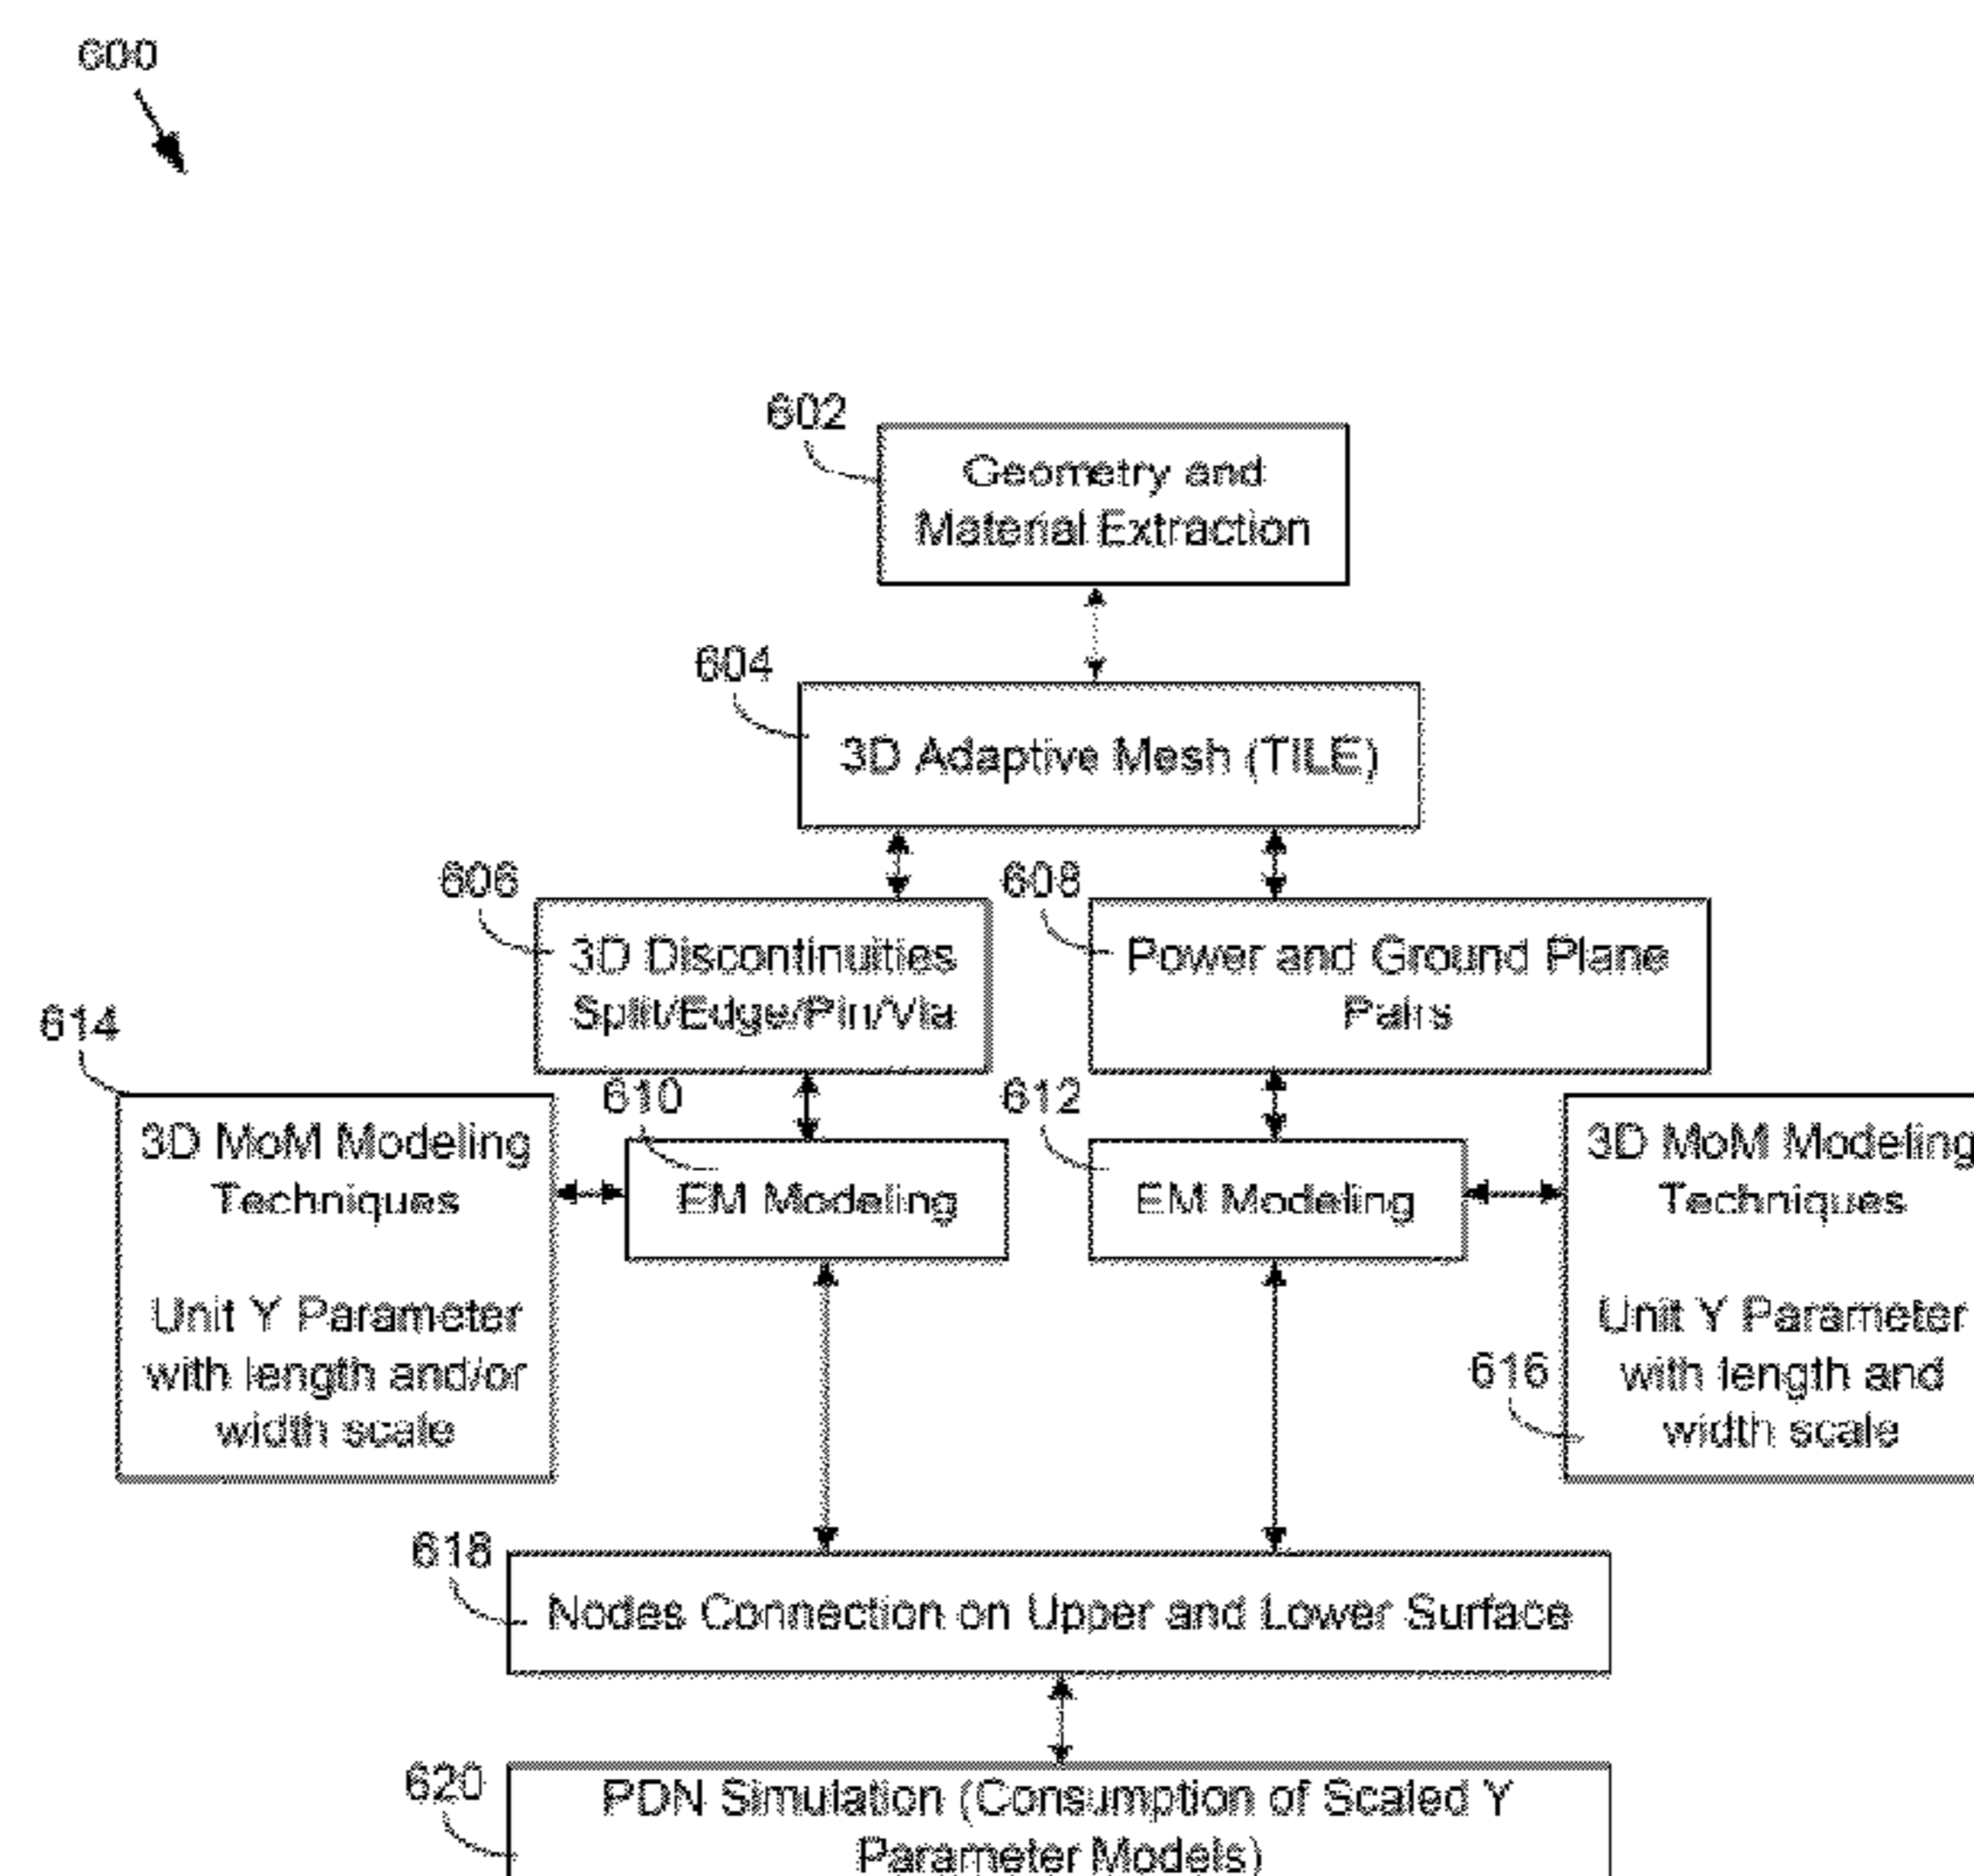 600
602
Geometry and
Material Extraction
604
3D Adaptive Mesh (TILE)
606
3D Discontinuities
Split/Edge/Pin/Via
608
Power and Ground Plane
Pairs
614
3D MoM Modeling
Techniques
Unit Y Parameter
with length and/or
width scale
610
EM Modeling
612
EM Modeling
3D MoM Modeling
Techniques
Unit Y Parameter
with length and
width scale
616
618
Nodes Connection on Upper and Lower Surface
620
PDN Simulation (Consumption of Scaled Y
Parameter Models)